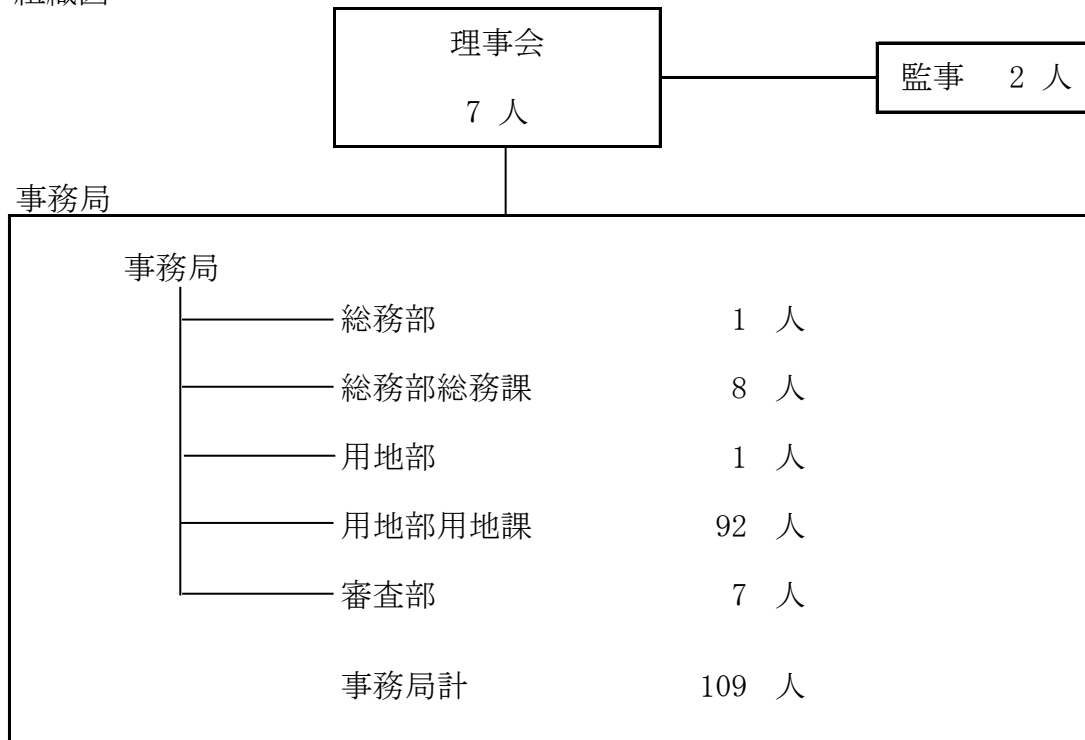 組織図
理事会
7 人
監事 2 人
事務局
事務局
総務部 1 人
総務部総務課 8 人
用地部 1 人
用地部用地課 92 人
審査部 7 人
事務局計 109 人